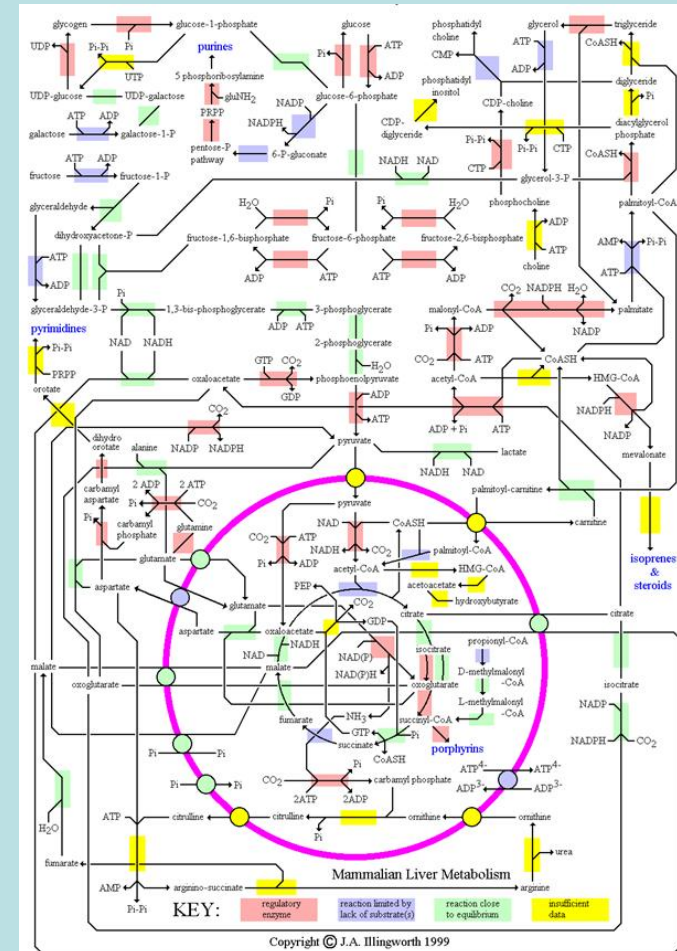 glycogen
glucose-1-phosphate
glucose
phosphatidyl
choline
glycerol
triglyceride
UDP
Pi-Pi
Pi
UTP
purines
Pi
ATP
ADP
CMP
ATP
ADP
CoASH
5 phosphoribosylamine
gluNH2
PRPP
phosphatidyl
inositol
diglyceride
Pi
UDP-glucose
UDP-galactose
glucose-6-phosphate
NADP
NADPH
CDP-choline
CDP-
diglyceride
diacylglycerol
phosphate
ATP
ADP
galactose
galactose-1-P
pentose-P
pathway
6-P-gluconate
Pi-Pi
CTP
Pi-Pi
CTP
CoASH
ATP
ADP
fructose
fructose-1-P
NADH
NAD
glycerol-3-P
glyceraldehyde
H2O
Pi
Pi
H2O
phosphocholine
palmitoyl-CoA
dihydroxyacetone-P
fructose-1,6-bisphosphate
fructose-6-phosphate
fructose-2,6-bisphosphate
ADP
ATP
AMP
Pi-Pi
ATP
choline
ATP
ADP
ADP
ATP
ATP
ADP
glyceraldehyde-3-P
Pi
1,3-bis-phosphoglycerate
3-phosphoglycerate
malonyl-CoA
CO2
NADPH
H2O
palmitate
ADP
ATP
NADP
pyrimidines
NAD
NADH
2-phosphoglycerate
Pi
ADP
CO2
ATP
CoASH
Pi-Pi
PRPP
H2O
GTP
CO2
orotate
oxaloacetate
GDP
phosphoenolpyruvate
acetyl-CoA
HMG-CoA
ADP
ATP
NADPH
NADP
CO2
NADP
NADPH
pyruvate
ADP + Pi
ATP
mevalonate
dihydro
orotate
alanine
lactate
NADH
NAD
2 ADP
2 ATP
carbamyl
aspartate
CO2
pyruvate
palmitoyl-carnitine
Pi
glutamine
carbamyl
phosphate
Pi
NAD
CoASH
carnitine
glutamate
CO2
ATP
NADH
CO2
palmitoyl-CoA
isoprenes
&
steroids
Pi
ADP
acetyl-CoA
HMG-CoA
aspartate
PEP
acetoacetate
CO2
hydroxybutyrate
glutamate
GDP
citrate
citrate
aspartate
oxaloacetate
propionyl-CoA
NADH
isocitrate
malate
NAD
malate
NAD(P)
D-methylmalonyl
-CoA
NAD(P)H
oxoglutarate
oxoglutarate
isocitrate
L-methylmalonyl
-CoA
fumarate
NH3
succinyl-CoA
NADP
GTP
Pi
porphyrins
succinate
NADPH
CO2
Pi
Pi
CoASH
Pi
ATP4-
ATP4-
Pi
Pi
CO2
carbamyl phosphate
ADP3-
ADP3-
2ATP
2ADP
H2O
ATP
citrulline
citrulline
ornithine
ornithine
Pi
urea
fumarate
Mammalian Liver Metabolism
AMP
arginino-succinate
arginine
Pi-Pi
KEY:
regulatory
enzyme
reaction limited by
lack of substrate(s)
reaction close
to equilibrium
insufficient
data
Copyright © J.A. Illingworth 1999